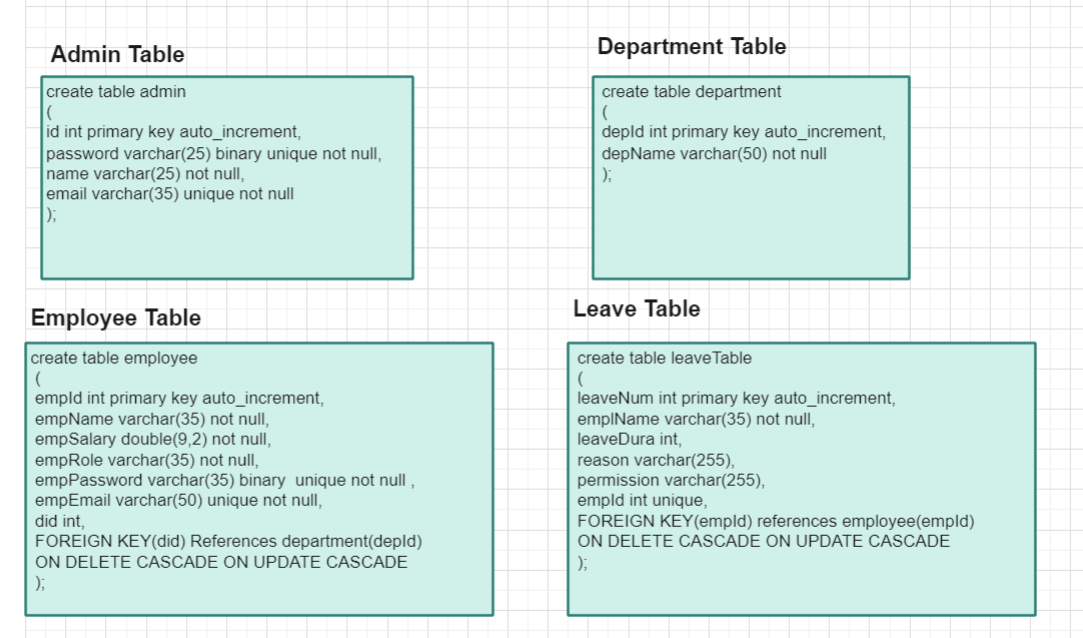 Admin Table
create table admin
(
id int primary key auto_increment,
password varchar(25) binary unique not null,
name varchar(25) not null,
email varchar(35) unique not null
);
Department Table
create table department
(
depId int primary key auto_increment,
depName varchar(50) not null
);
Employee Table
create table employee
(
empId int primary key auto_increment,
empName varchar(35) not null,
empSalary double(9,2) not null,
empRole varchar(35) not null,
empPassword varchar(35) binary  unique not null ,
empEmail varchar(50) unique not null,
did int,
FOREIGN KEY(did) References department(depId)
ON DELETE CASCADE ON UPDATE CASCADE
);
Leave Table
create table leaveTable
(
leaveNum int primary key auto_increment,
emplName varchar(35) not null,
leaveDura int,
reason varchar(255),
permission varchar(255),
empId int unique,
FOREIGN KEY(empId) references employee(empId)
ON DELETE CASCADE ON UPDATE CASCADE
);